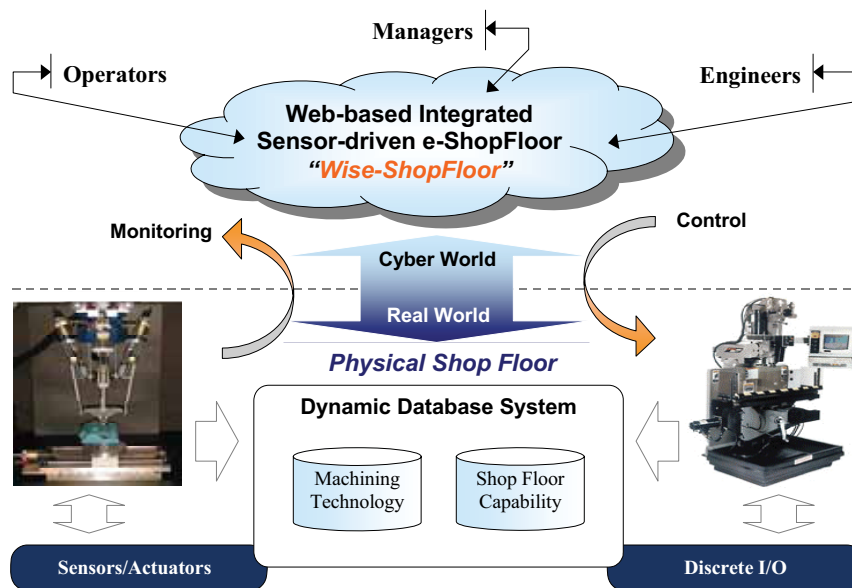 Managers
Operators
Engineers
Web-based Integrated
Sensor-driven e-ShopFloor
“Wise-ShopFloor”
Monitoring
Control
Cyber World
Real World
Physical Shop Floor
Dynamic Database System
Machining
Technology
Shop Floor
Capability
Sensors/Actuators
Discrete I/O